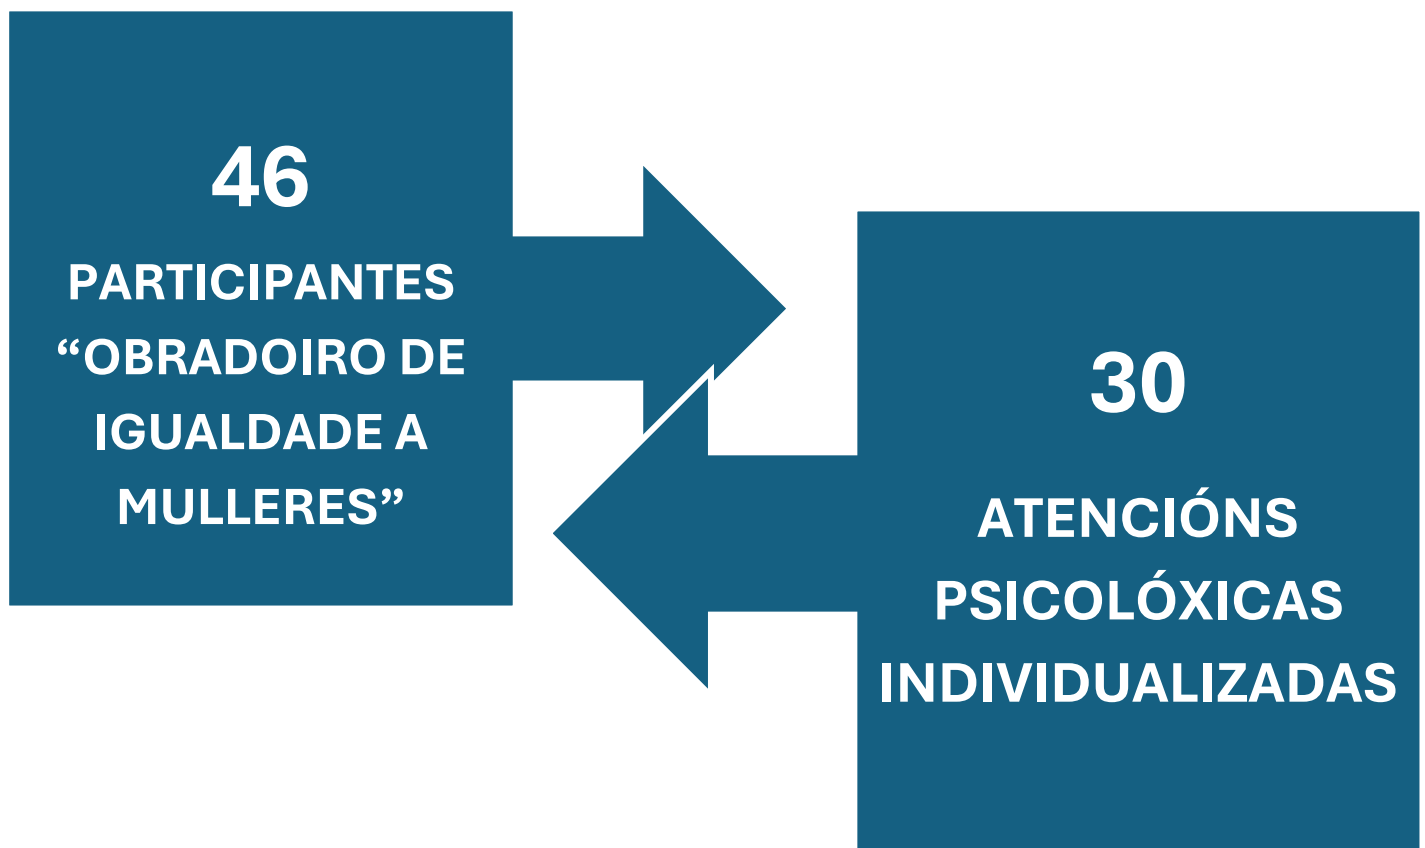 46
PARTICIPANTES
“OBRADOIRO DE
IGUALDADE A
MULLERES”
30
ATENCIÓNS
PSICOLÓXICAS
INDIVIDUALIZADAS